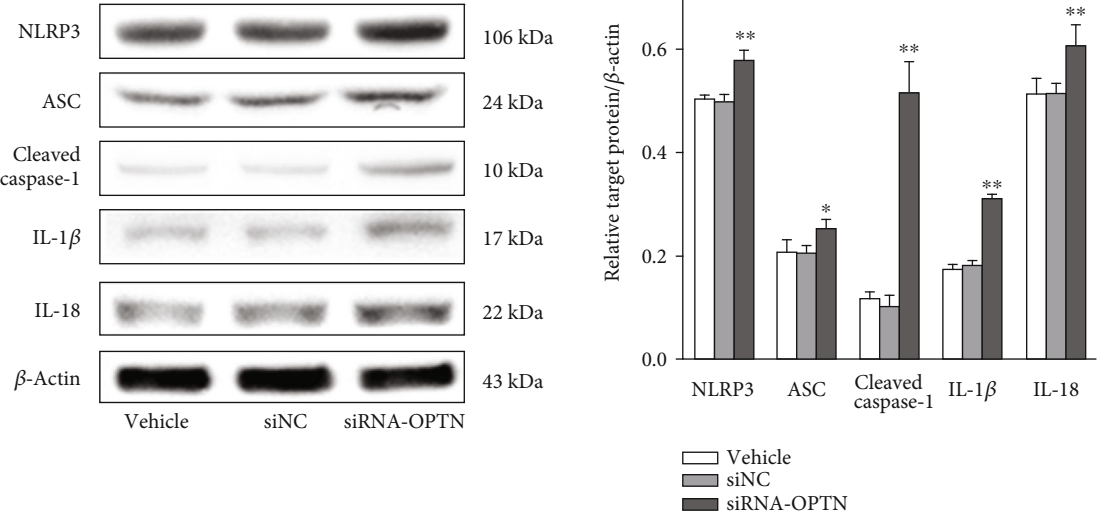 NLRP3
106 kDa
ASC
24 kDa
Cleaved
caspase-1
10 kDa
IL-1β
17 kDa
IL-18
22 kDa
β-Actin
43 kDa
Vehicle siNC siRNA-OPTN
Relative target protein/β-actin
0.6
0.4
0.2
0.0
** * ** ** **
NLRP3 ASC Cleaved caspase-1 IL-1β IL-18
Vehicle
siNC
siRNA-OPTN